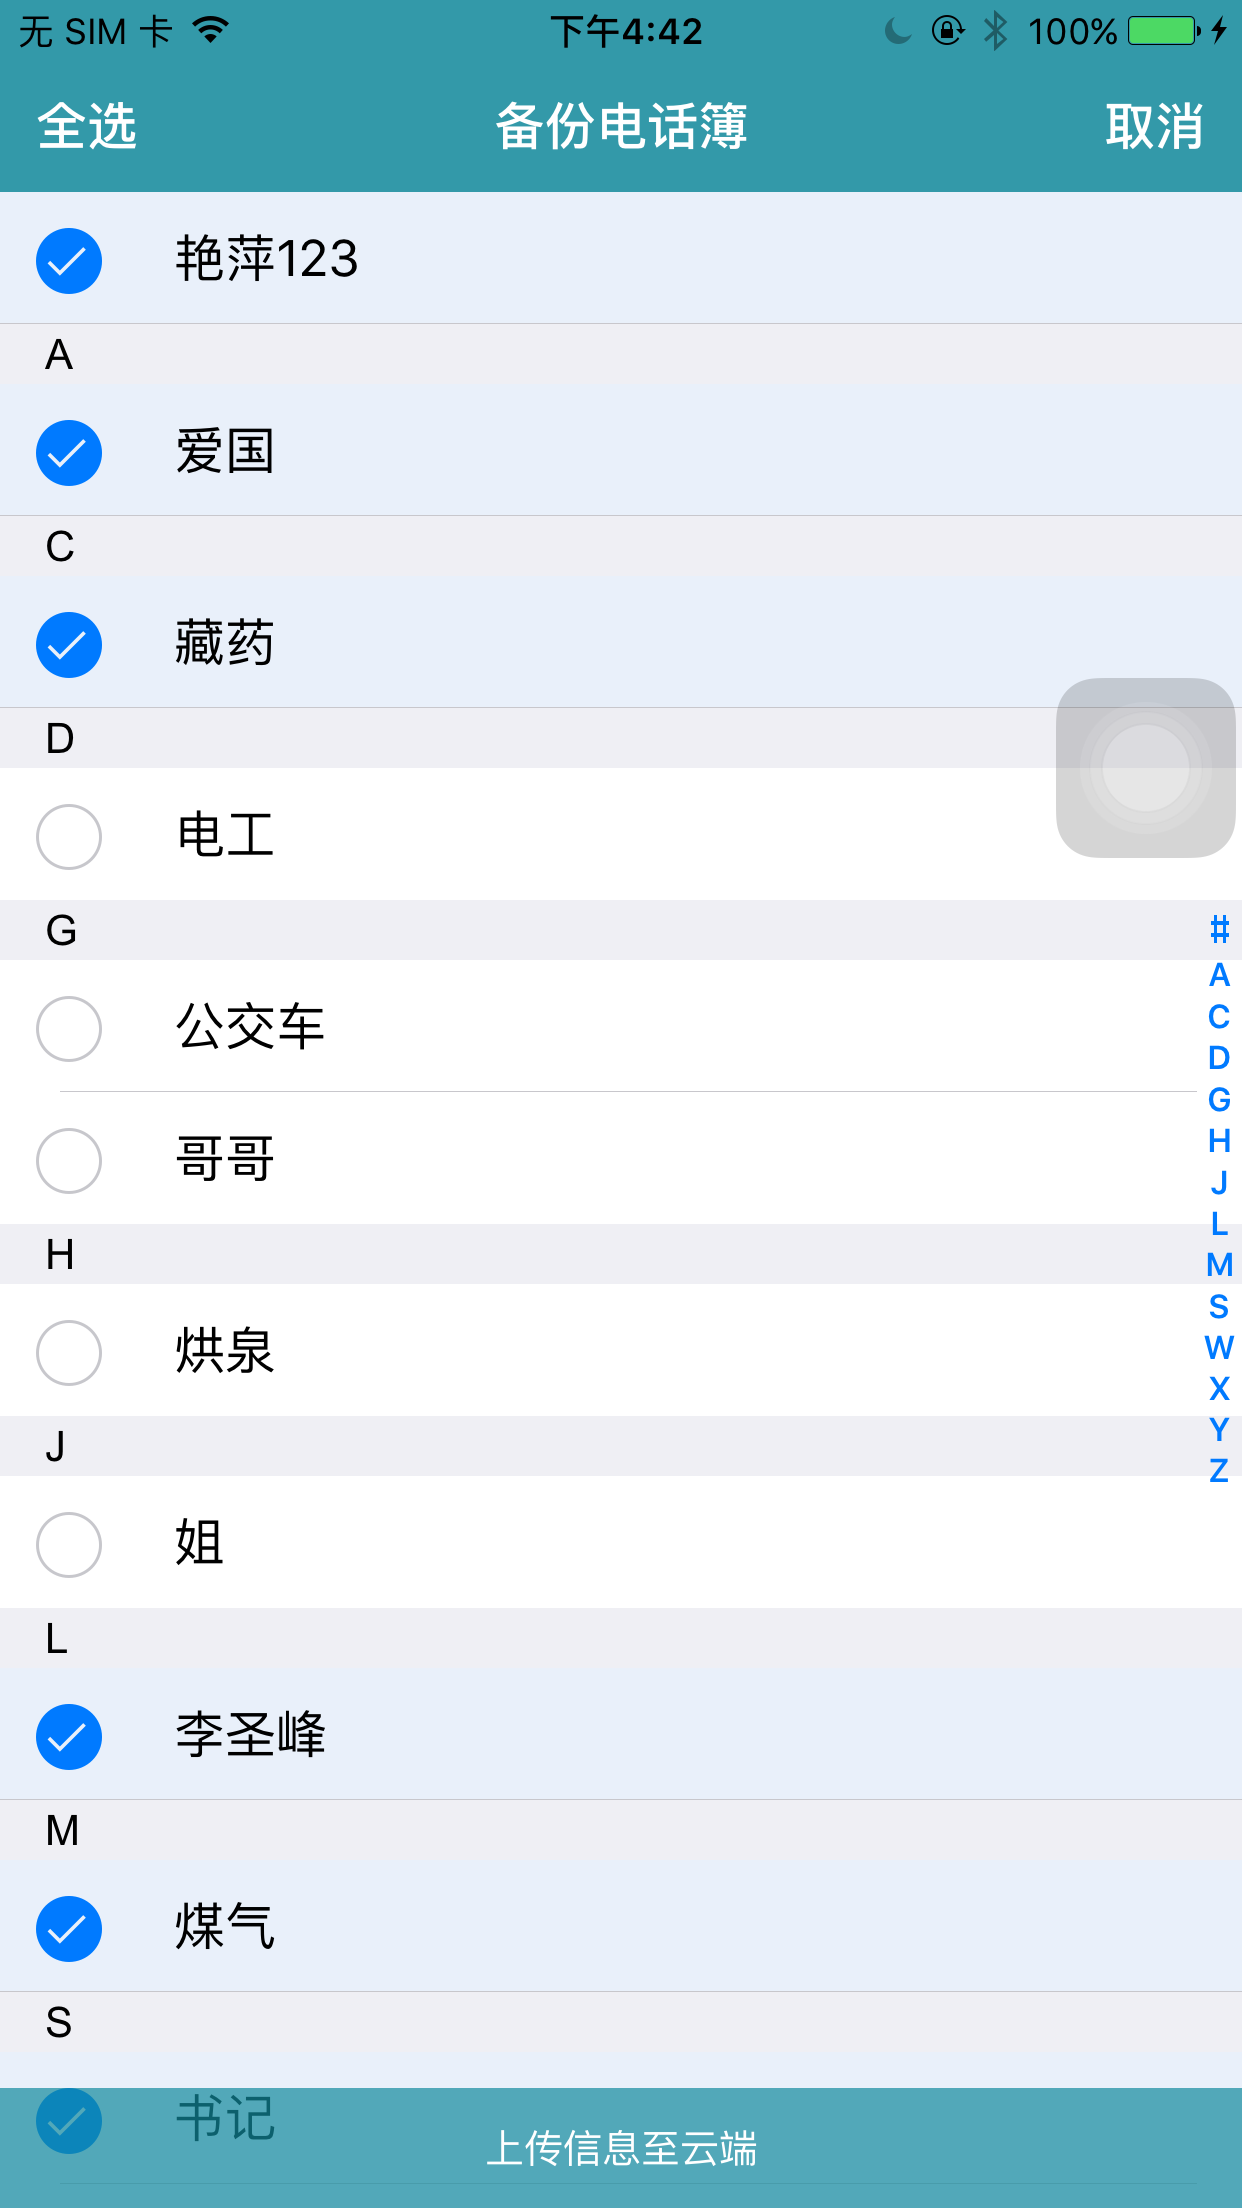 无 SIM 卡 下午4:42 100%
全选 备份电话簿 取消
艳萍123
A
爱国
C
藏药
D
电工
G
公交车
哥哥
H
烘泉
J
姐
L
李圣峰
M
煤气
S
书记
上传信息至云端
#
A
C
D
G
H
J
L
M
S
W
X
Y
Z